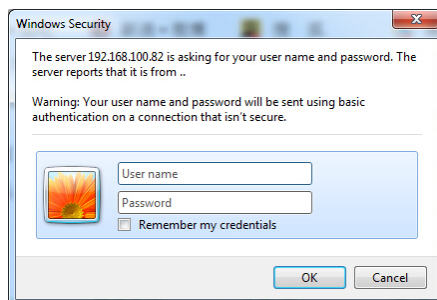 Windows Security
The server 192.168.100.82 is asking for your user name and password. The
server reports that it is from ..
Warning: Your user name and password will be sent using basic
authentication on a connection that isn't secure.
User name
Password
Remember my credentials
OK
Cancel